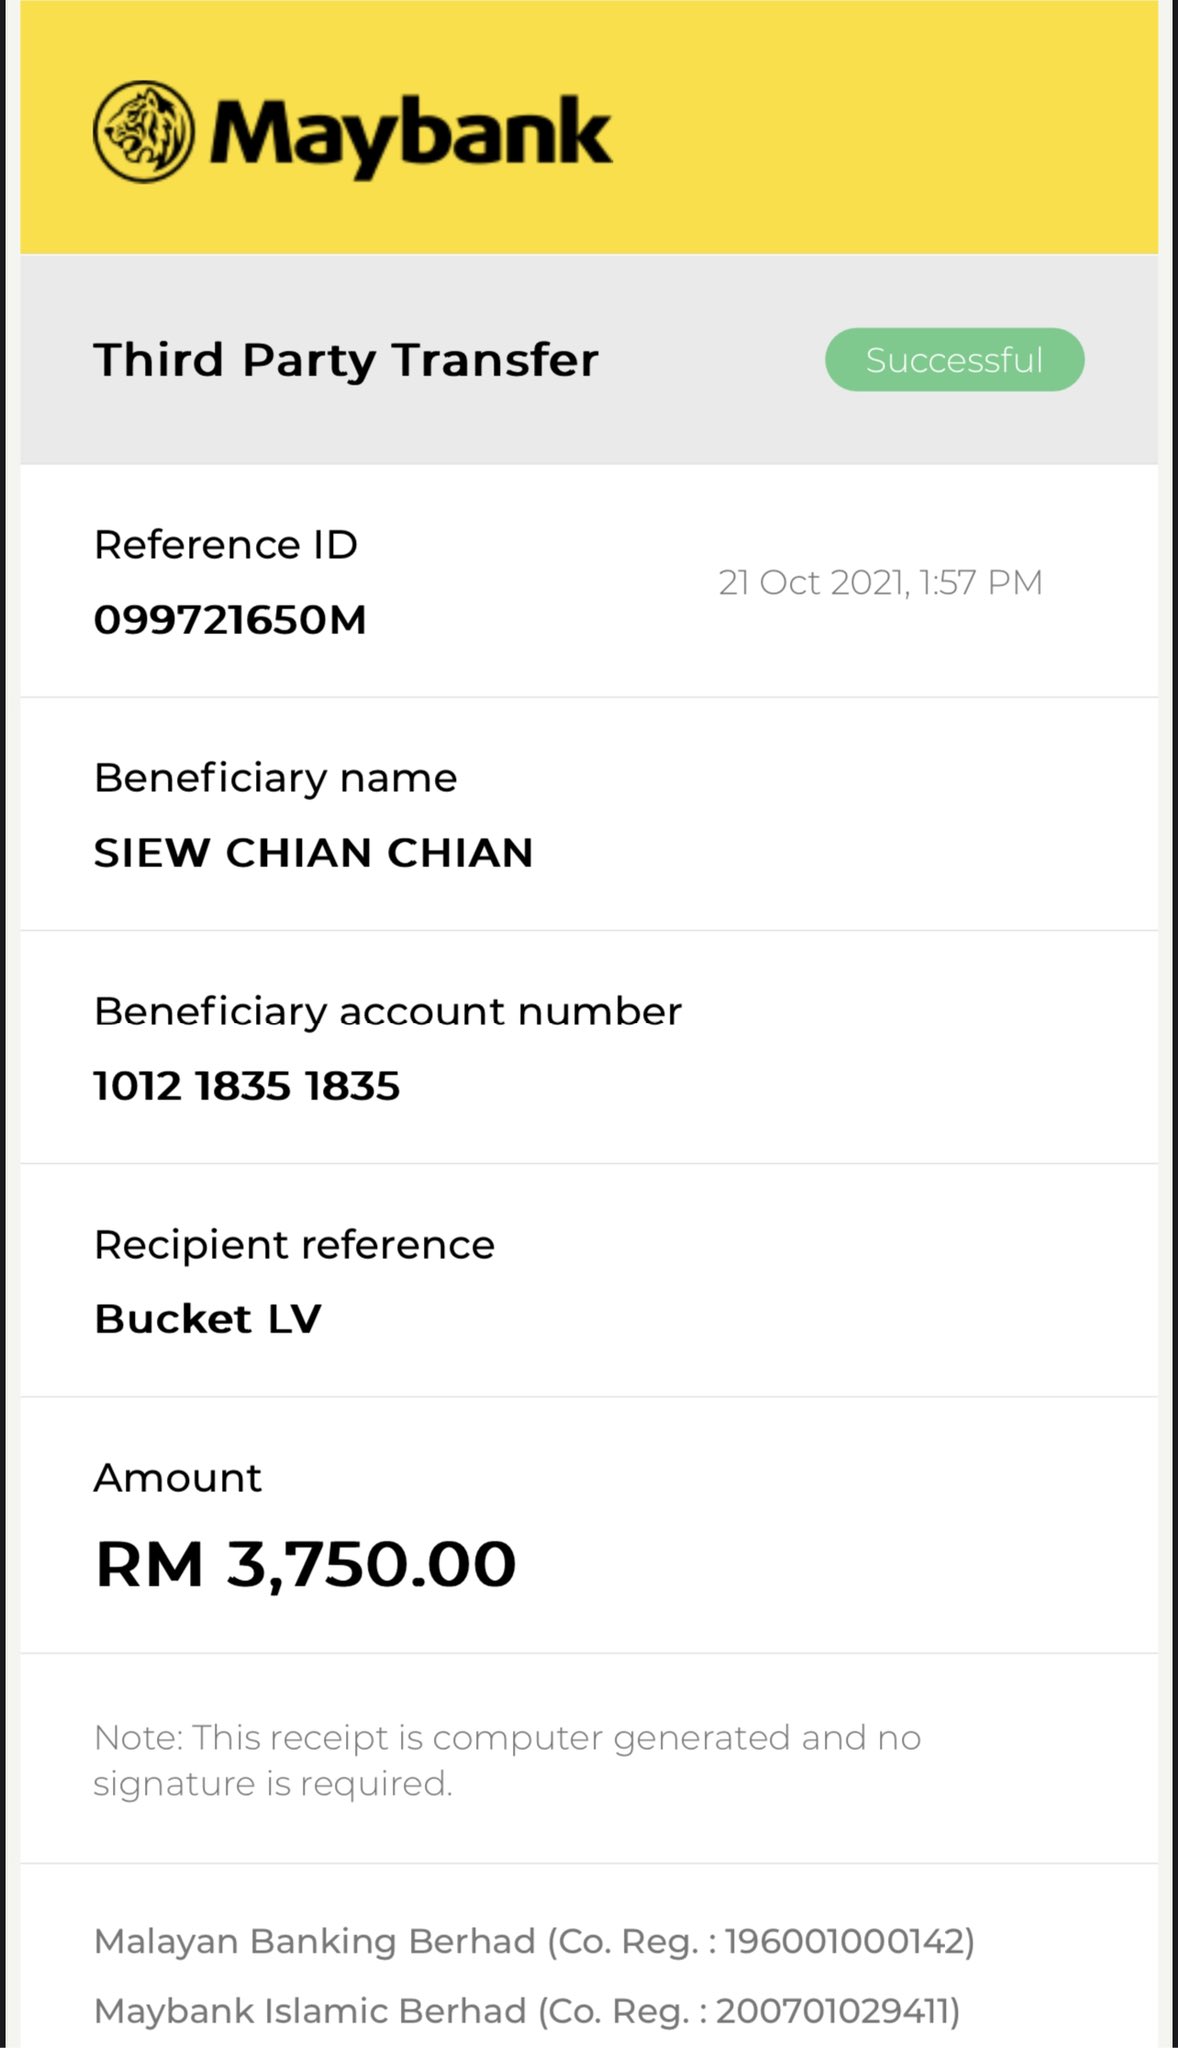 Maybank
Third Party Transfer
Successful
Reference ID
099721650M
21 Oct 2021, 1:57 PM
Beneficiary name
SIEW CHIAN CHIAN
Beneficiary account number
1012 1835 1835
Recipient reference
Bucket LV
Amount
RM 3,750.00
Note: This receipt is computer generated and no
signature is required.
Malayan Banking Berhad (Co. Reg. : 196001000142)
Maybank Islamic Berhad (Co. Reg. : 200701029411)